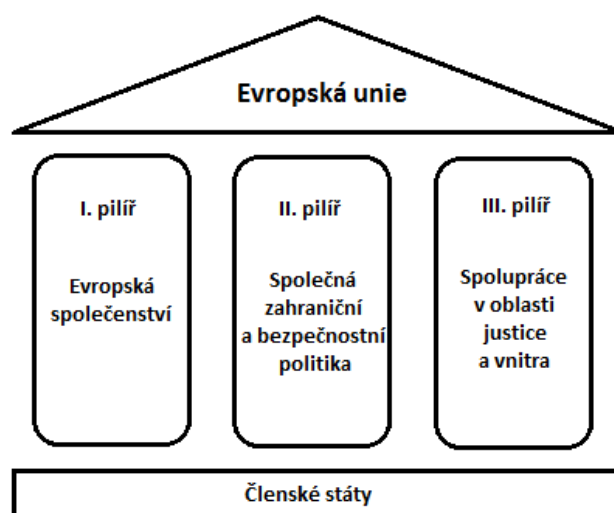 Evropská unie
I. pilíř
Evropská
společenství
II. pilíř
Společná
zahraniční
a bezpečnostní
politika
III. pilíř
Spolupráce
v oblasti
justice
a vnitra
Členské státy